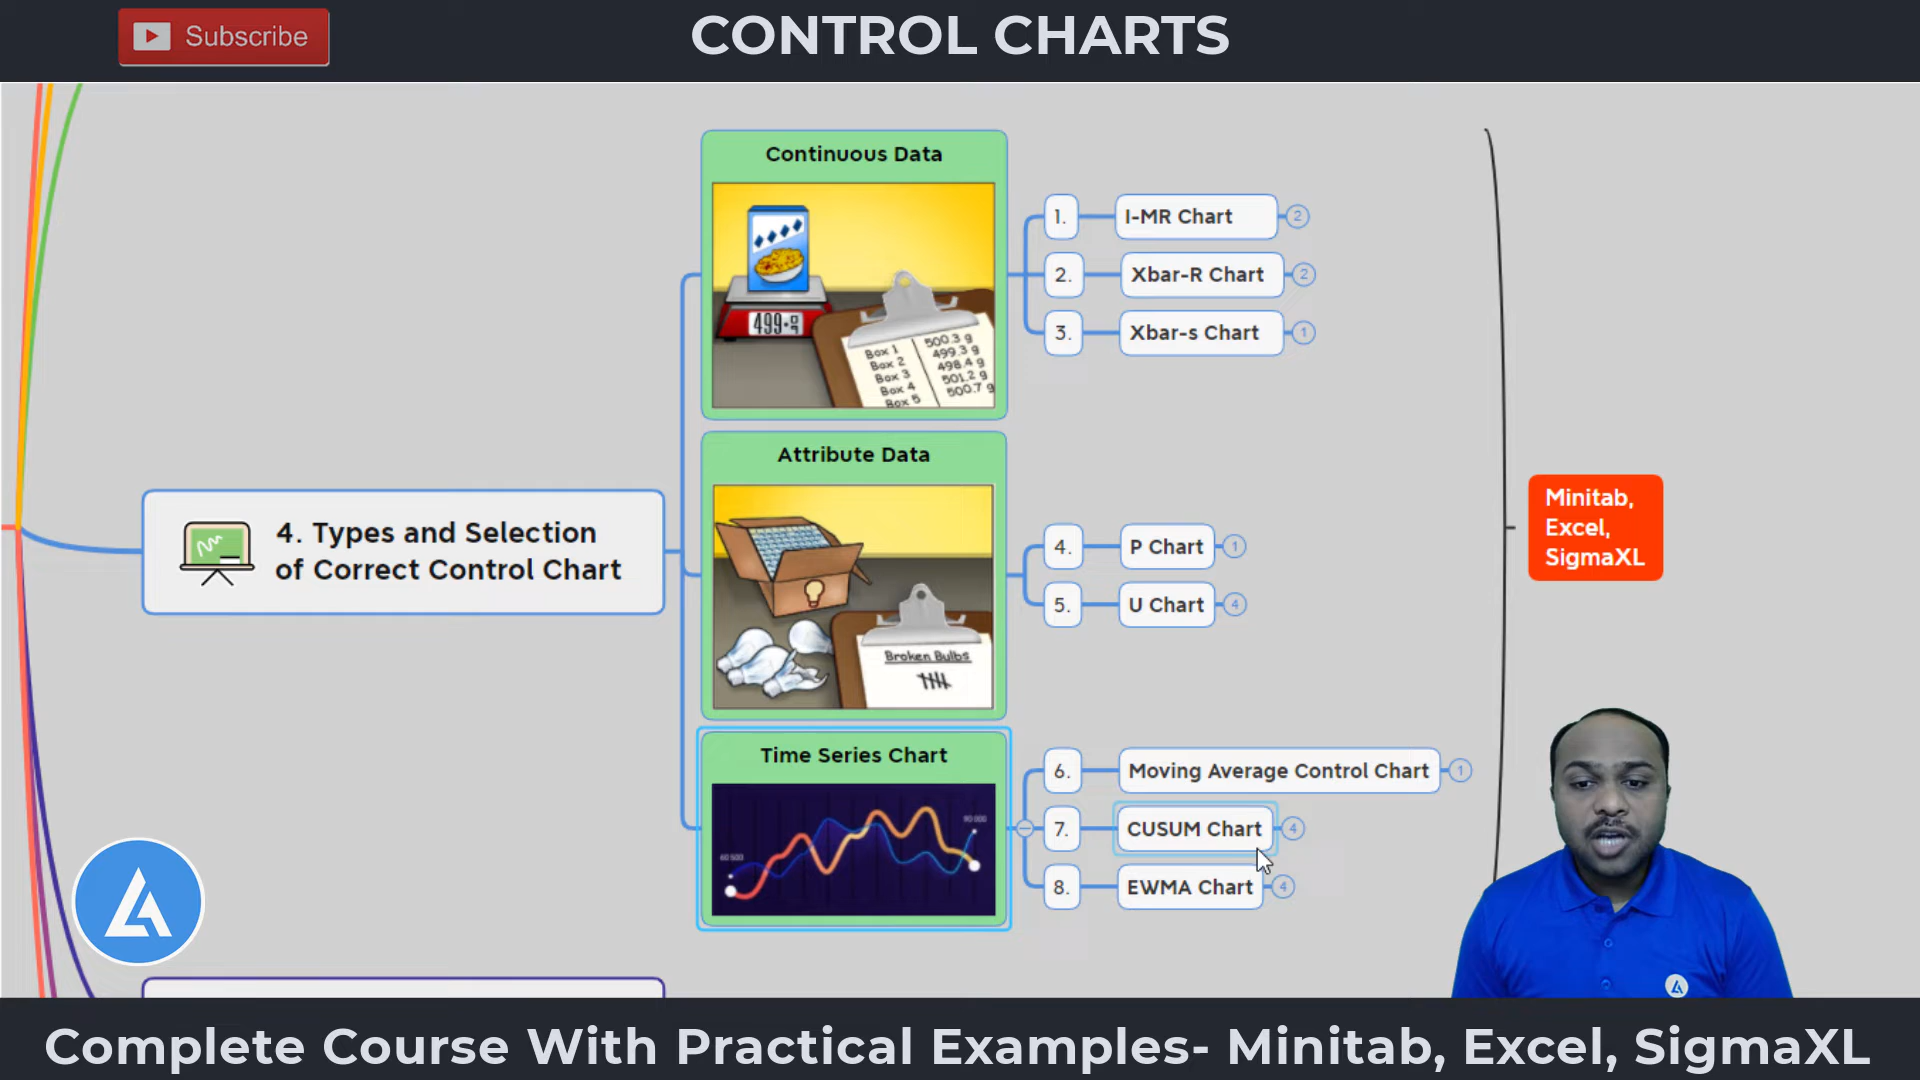 Subscribe
CONTROL CHARTS
Continuous Data
499.9
Box 1 500.3 g
Box 2 499.3 g
Box 3 498.4 g
Box 4 501.2 g
Box 5 500.7 g
1. I-MR Chart 2
2. Xbar-R Chart 2
3. Xbar-s Chart 1
4. Types and Selection
of Correct Control Chart
Attribute Data
Broken Bulbs
4. P Chart 1
5. U Chart 4
Time Series Chart
60 500
90 000
6. Moving Average Control Chart 1
7. CUSUM Chart 4
8. EWMA Chart 4
Minitab,
Excel,
SigmaXL
Complete Course With Practical Examples- Minitab, Excel, SigmaXL